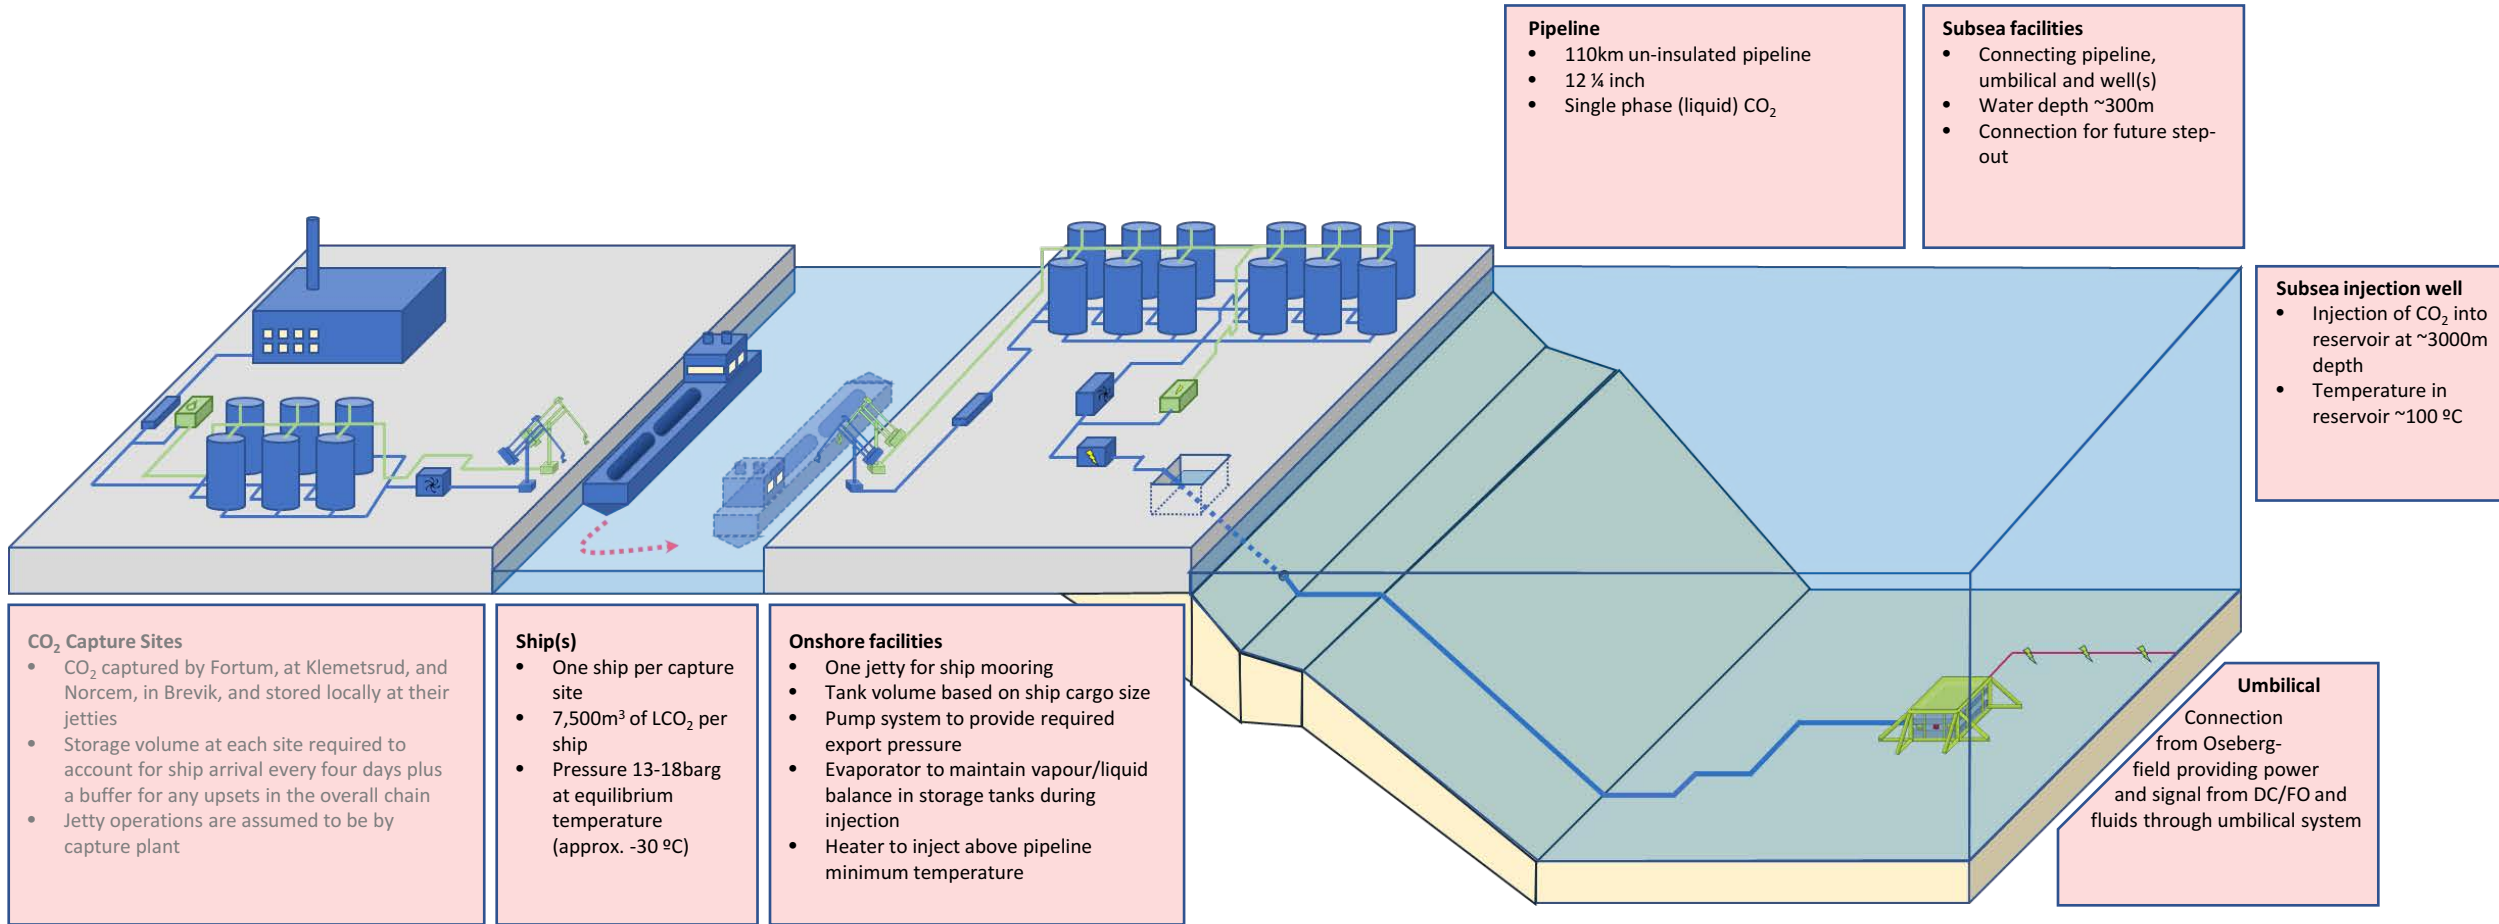 Pipeline
• 110km un-insulated pipeline
• 12 ¼ inch
• Single phase (liquid) CO₂
Subsea facilities
• Connecting pipeline,
umbilical and well(s)
• Water depth ~300m
• Connection for future step-
out
Subsea injection well
• Injection of CO₂ into
reservoir at ~3000m
depth
• Temperature in
reservoir ~100 ºC
CO₂ Capture Sites
• CO₂ captured by Fortum, at Klemetsrud, and
Norcem, in Brevik, and stored locally at their
jetties
• Storage volume at each site required to
account for ship arrival every four days plus
a buffer for any upsets in the overall chain
• Jetty operations are assumed to be by
capture plant
Ship(s)
• One ship per capture
site
• 7,500m³ of LCO₂ per
ship
• Pressure 13-18barg
at equilibrium
temperature
(approx. -30 ºC)
Onshore facilities
• One jetty for ship mooring
• Tank volume based on ship cargo size
• Pump system to provide required
export pressure
• Evaporator to maintain vapour/liquid
balance in storage tanks during
injection
• Heater to inject above pipeline
minimum temperature
Umbilical
Connection
from Oseberg-
field providing power
and signal from DC/FO and
fluids through umbilical system